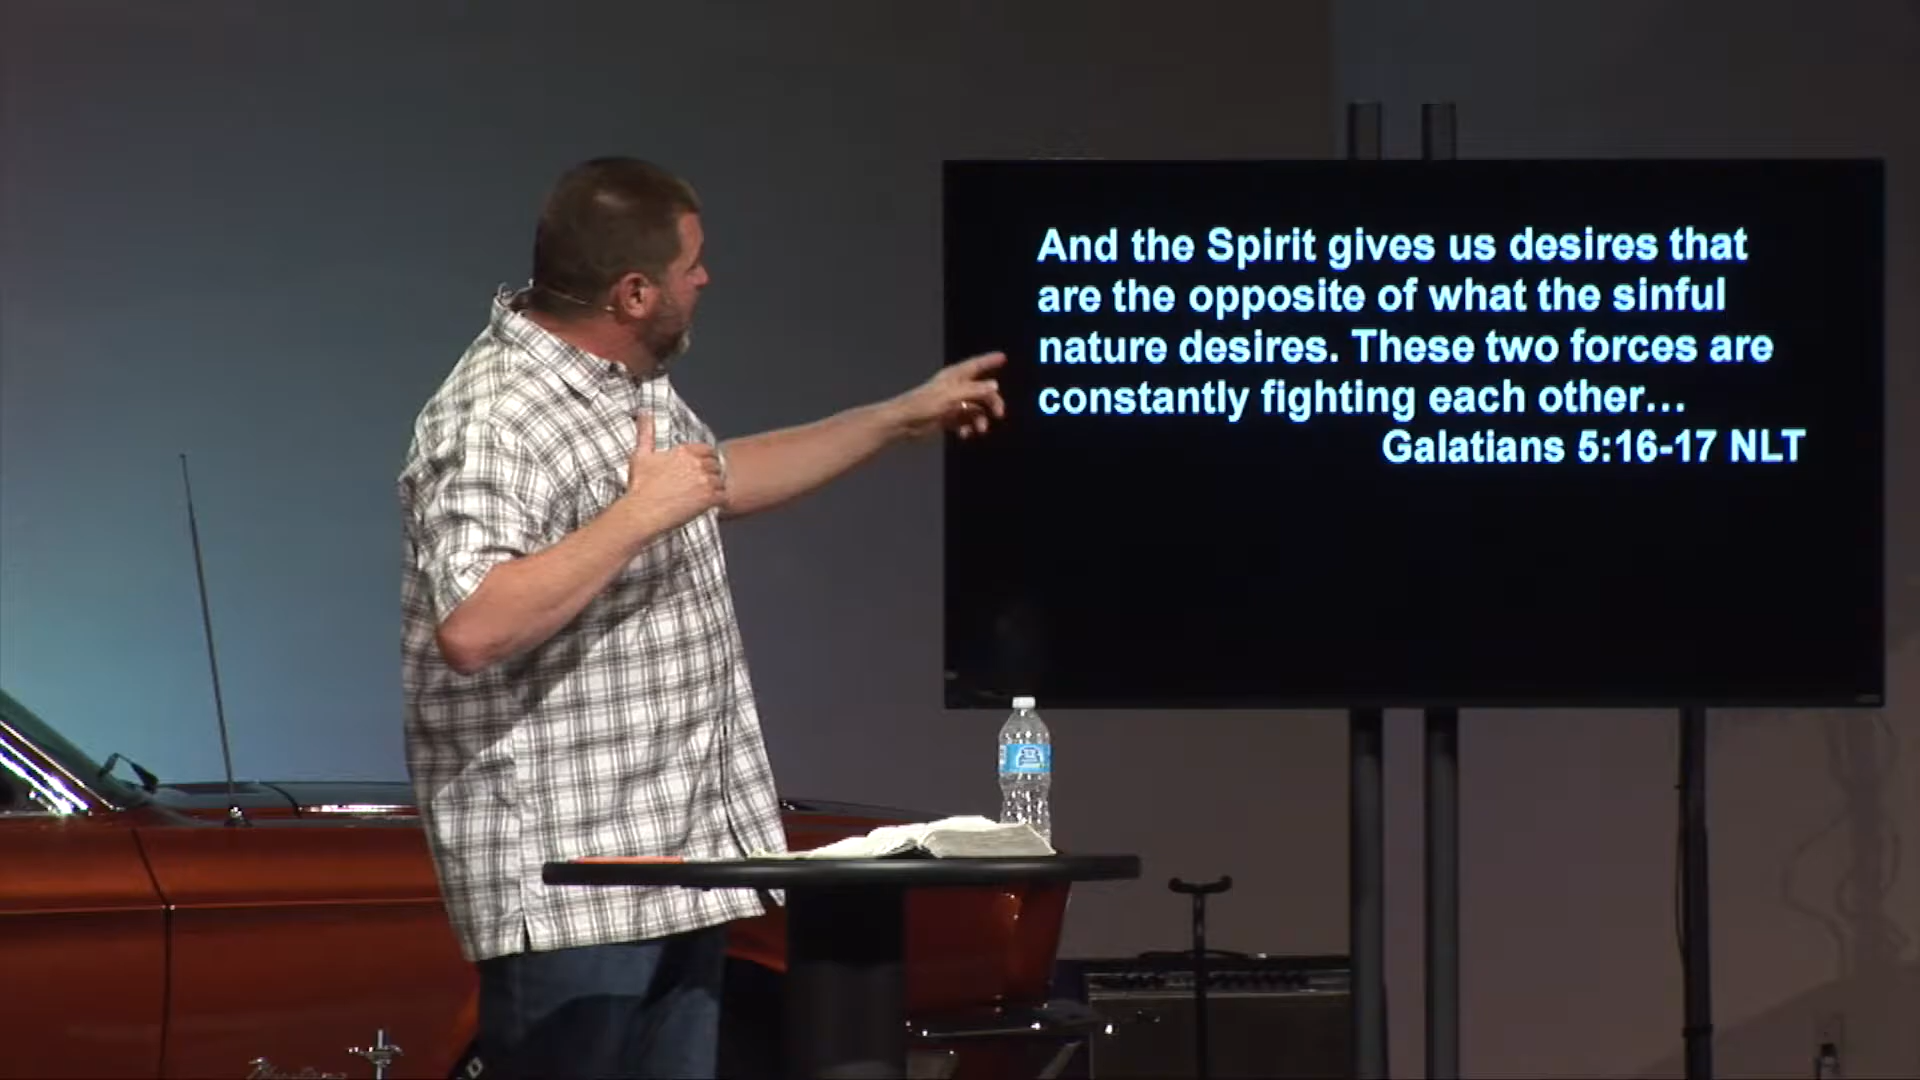 And the Spirit gives us desires that
are the opposite of what the sinful
nature desires. These two forces are
constantly fighting each other…
Galatians 5:16-17 NLT
Mustang